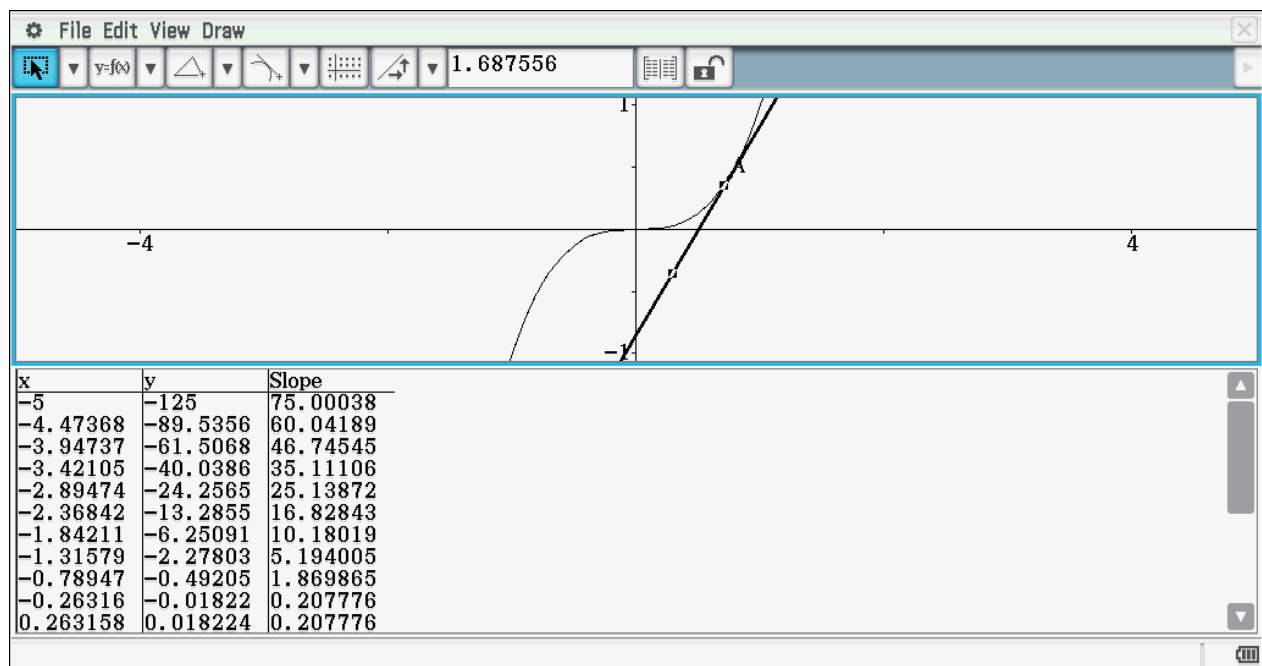 File Edit View Draw
y=f(x) 1.687556
1
A
-4 4
-1
x y Slope
-5 -125 75.00038
-4.47368 -89.5356 60.04189
-3.94737 -61.5068 46.74545
-3.42105 -40.0386 35.11106
-2.89474 -24.2565 25.13872
-2.36842 -13.2855 16.82843
-1.84211 -6.25091 10.18019
-1.31579 -2.27803 5.194005
-0.78947 -0.49205 1.869865
-0.26316 -0.01822 0.207776
0.263158 0.018224 0.207776